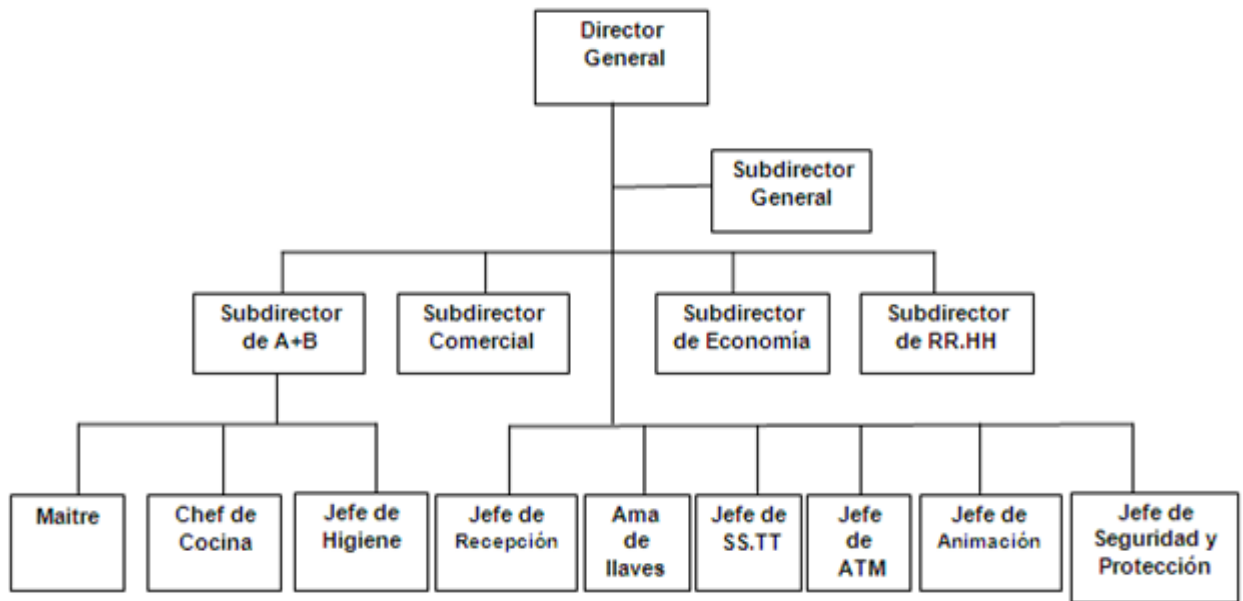 Director
General
Subdirector
General
Subdirector
de A+B
Subdirector
Comercial
Subdirector
de Economía
Subdirector
de RR.HH
Maitre
Chef de
Cocina
Jefe de
Higiene
Jefe de
Recepción
Ama
de
llaves
Jefe de
SS.TT
Jefe
de
ATM
Jefe de
Animación
Jefe de
Seguridad y
Protección